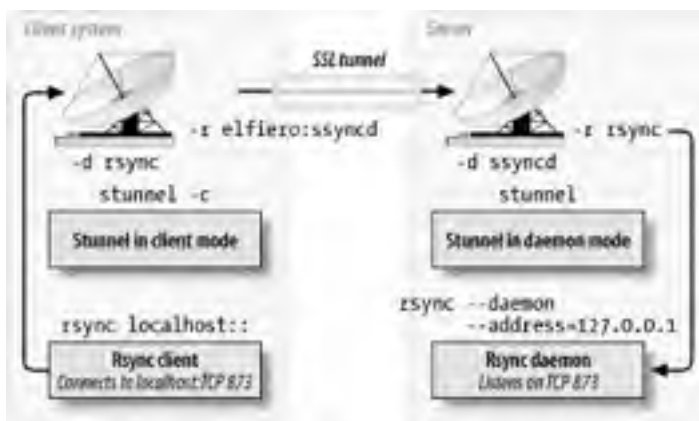 Client system
Server
SSL tunnel
-r elfiero:ssyncd
-r rsync
-d rsync
-d ssyncd
stunnel -c
stunnel
Stunnel in client mode
Stunnel in daemon mode
rsync localhost::
rsync --daemon
--address=127.0.0.1
Rsync client
Connects to localhost:TCP 873
Rsync daemon
Listens on TCP 873